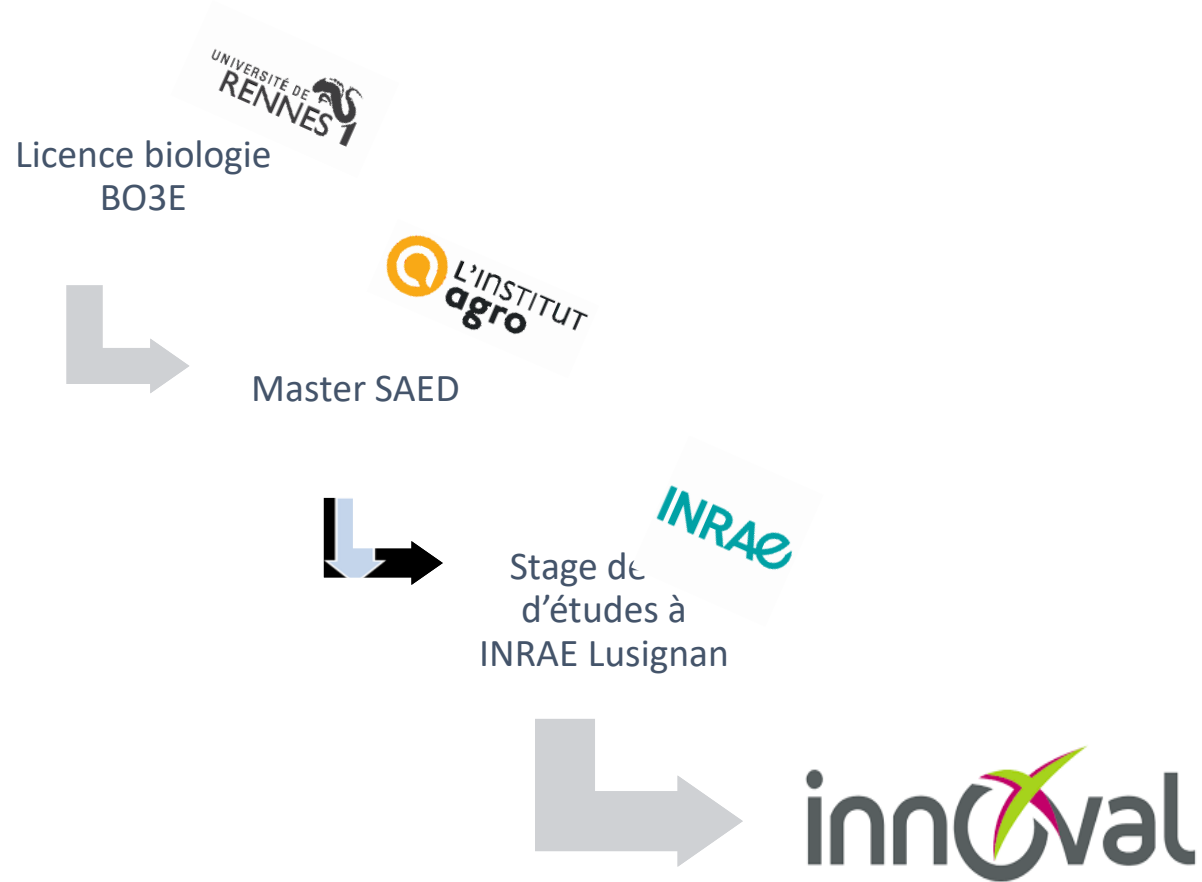 UNIVERSITÉ DE
RENNES 1
Licence biologie
BO3E
L'INSTITUT
agro
Master SAED
INRAE
Stage de
d'études à
INRAE Lusignan
innoval